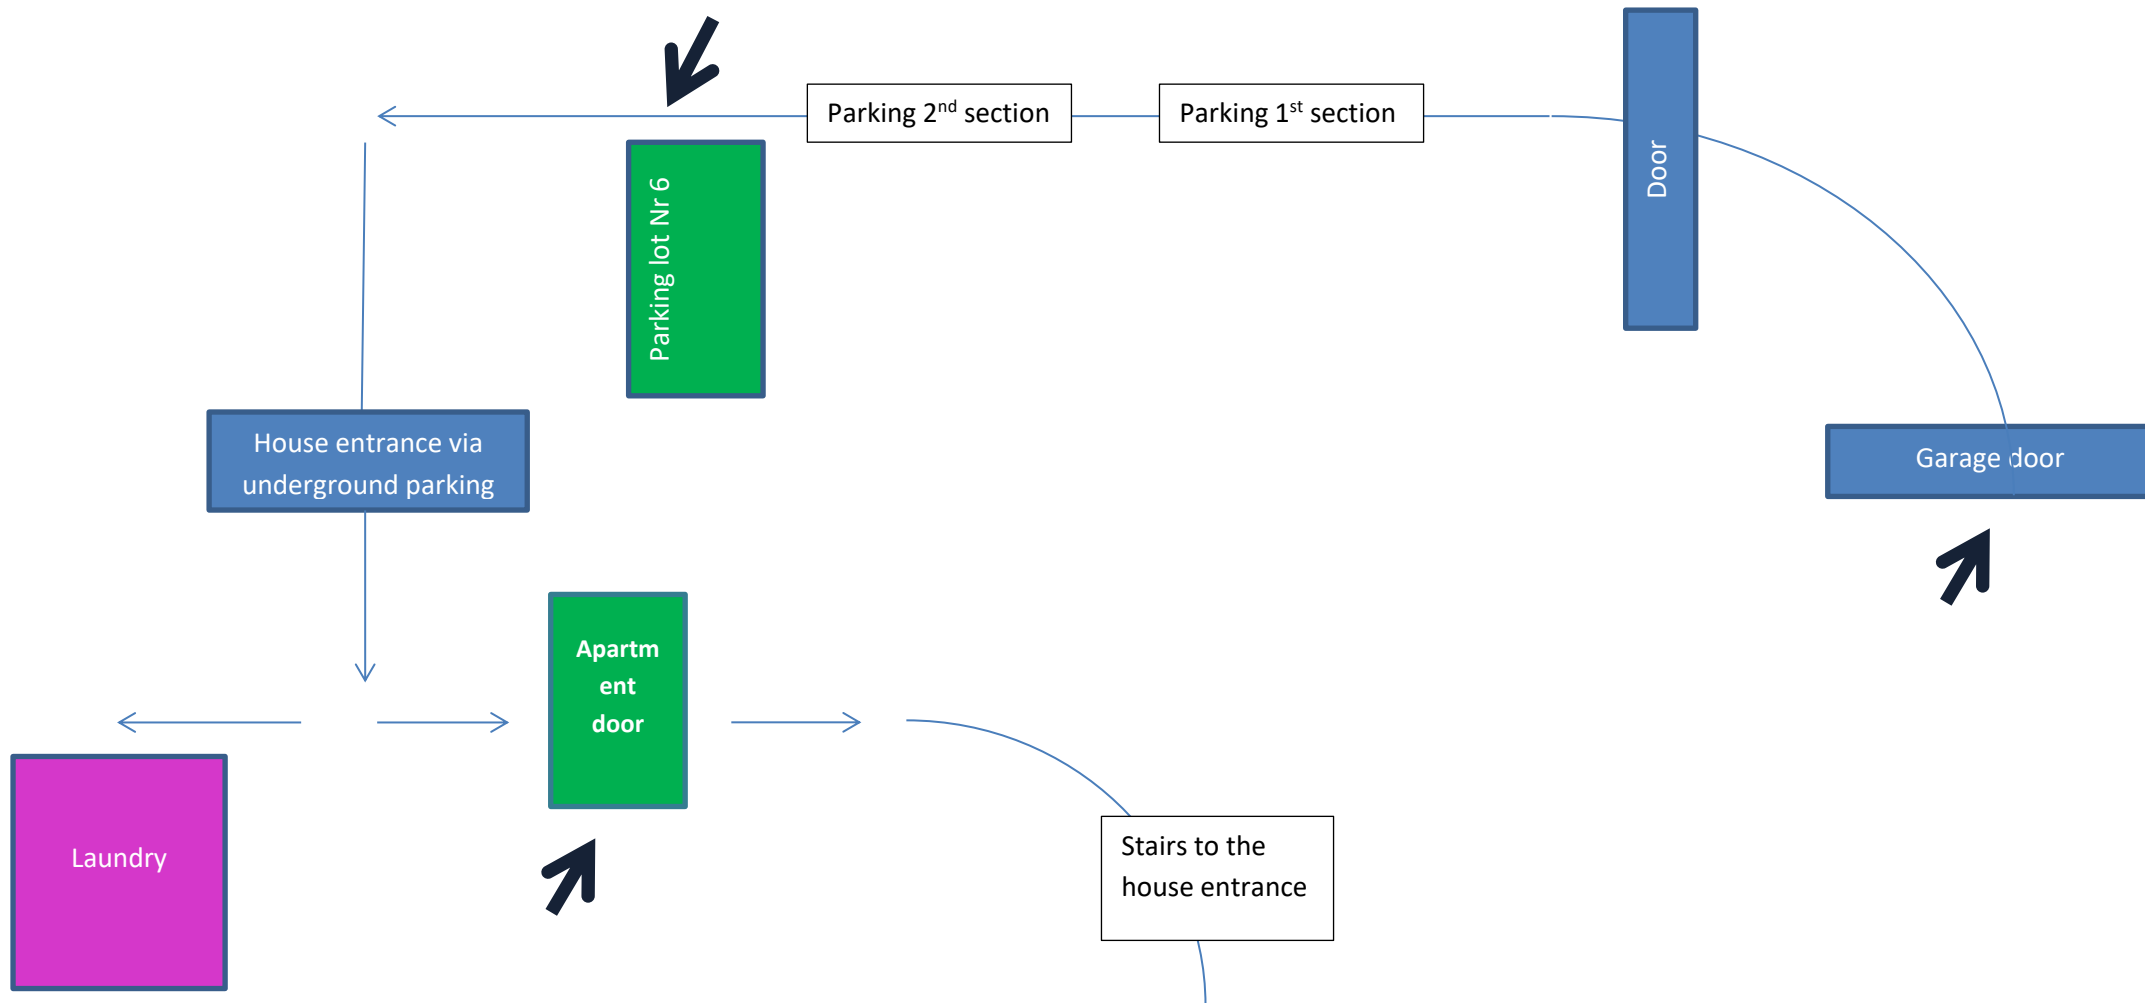 Parking 2nd section
Parking 1st section
Door
Parking lot Nr 6
House entrance via
underground parking
Garage door
Apartm
ent
door
Laundry
Stairs to the
house entrance